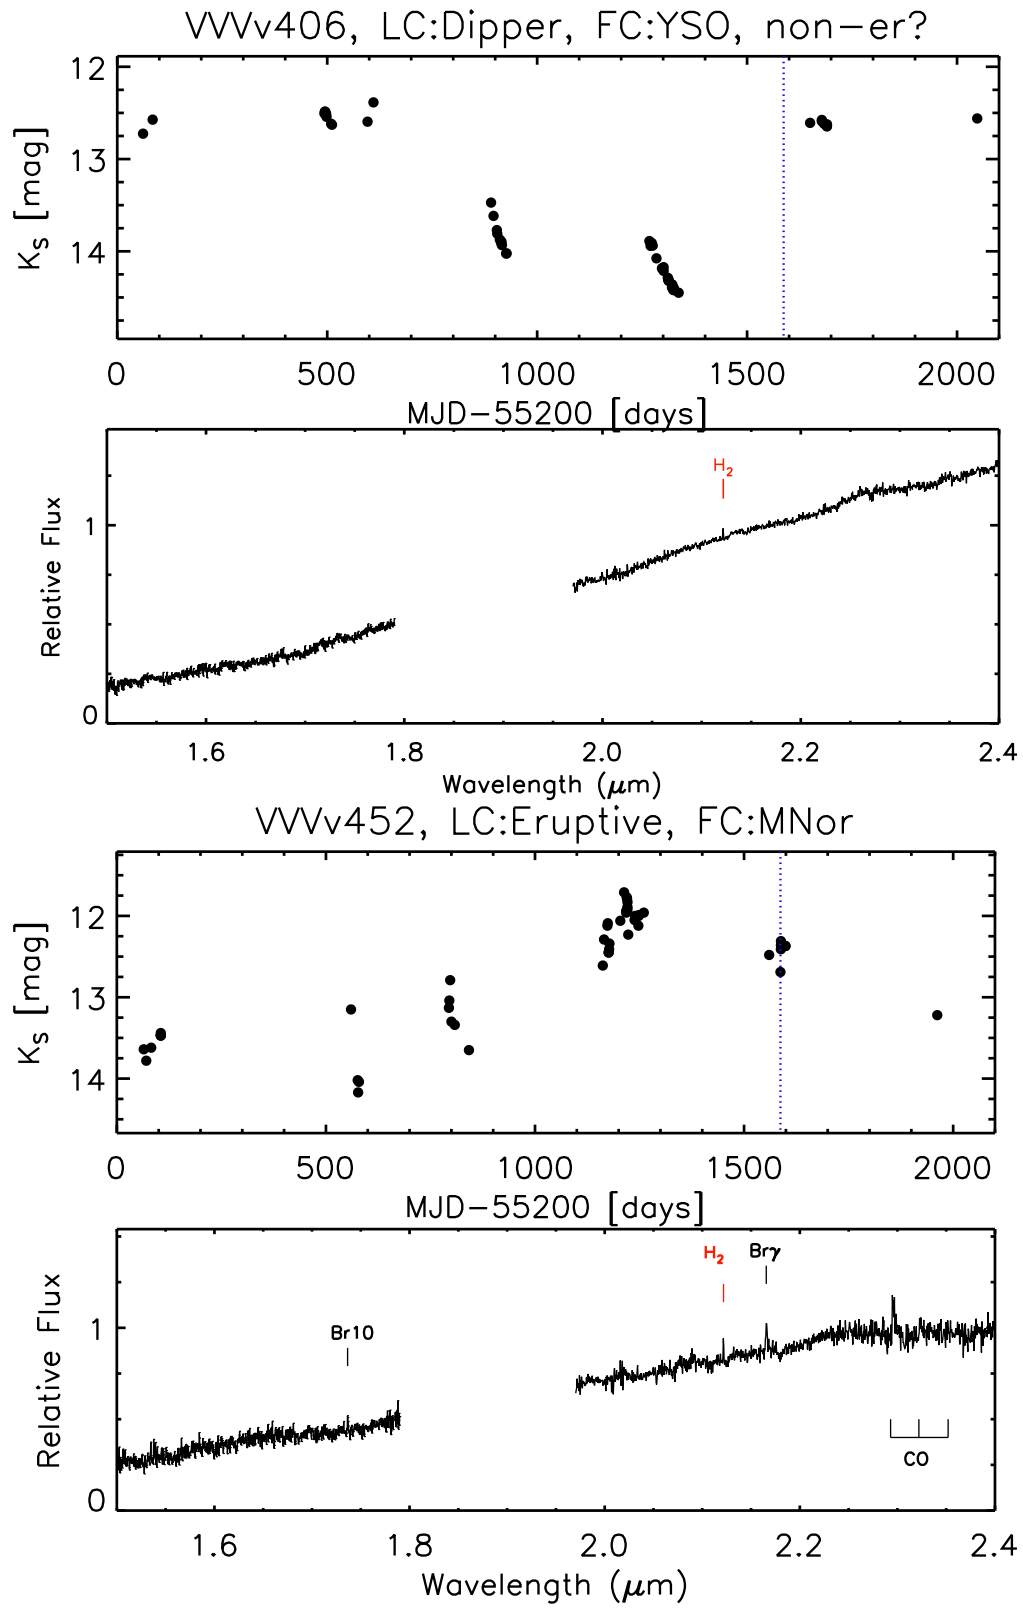 VVVv406, LC:Dipper, FC:YSO, non-er?
12
13
14
K_S [mag]
0 500 1000 1500 2000
MJD-55200 [days]
H_2
1
0
Relative Flux
1.6 1.8 2.0 2.2 2.4
Wavelength (μm)
VVVv452, LC:Eruptive, FC:MNor
12
13
14
K_S [mag]
0 500 1000 1500 2000
MJD-55200 [days]
H_2 Brγ
Br10
1
0
Relative Flux
CO
1.6 1.8 2.0 2.2 2.4
Wavelength (μm)